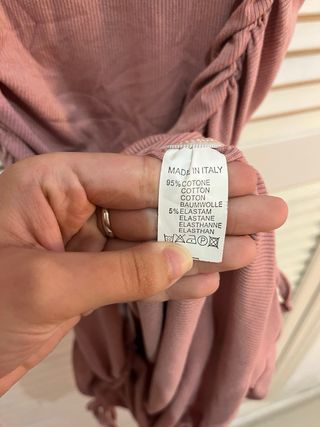 MADE IN ITALY
95% COTONE
COTTON
COTON
BAUMWOLLE
5% ELASTAM
ELASTANE
ELASTHANNE
ELASTHAN
P